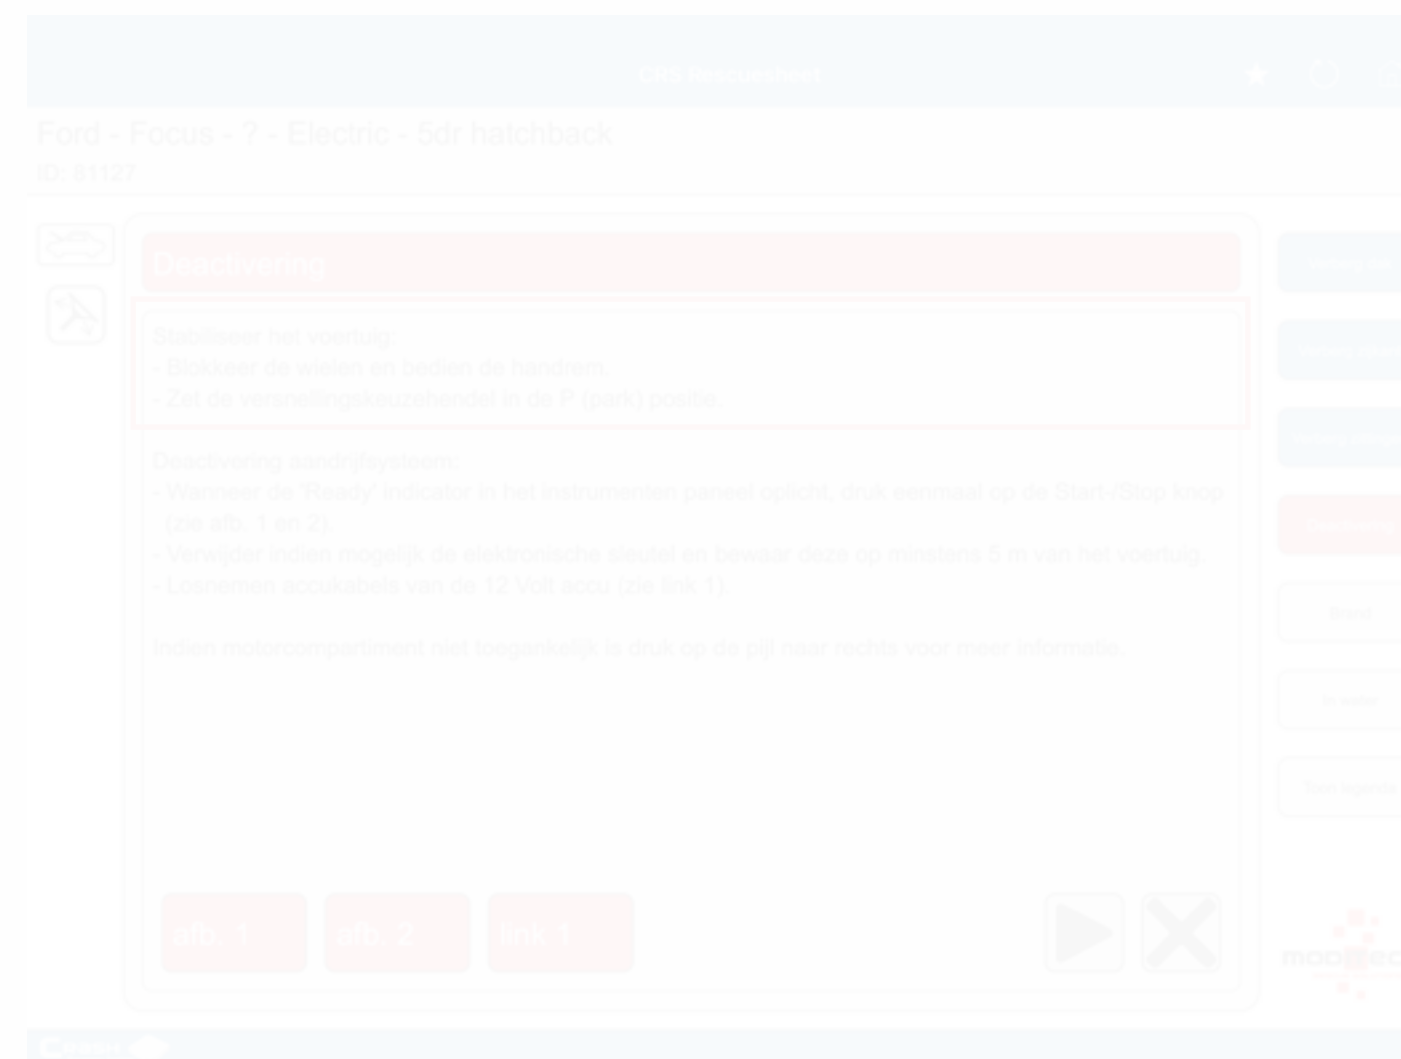 CRS Rescuesheet
Ford - Focus - ? - Electric - 5dr hatchback
ID: 81127
Deactivering
Stabiliseer het voertuig:
- Blokkeer de wielen en bedien de handrem.
- Zet de versnellingskeuzehendel in de P (park) positie.
Deactivering aandrijfsysteem:
- Wanneer de 'Ready' indicator in het instrumenten paneel oplicht, druk eenmaal op de Start-/Stop knop
(zie afb. 1 en 2).
- Verwijder indien mogelijk de elektronische sleutel en bewaar deze op minstens 5 m van het voertuig.
- Losnemen accukabels van de 12 Volt accu (zie link 1)
Indien motorcompartiment niet toegankelijk is druk op de pijl naar rechts voor meer informatie.
afb. 1
afb. 2
link 1
Deactivering
Brand
Toon legenda